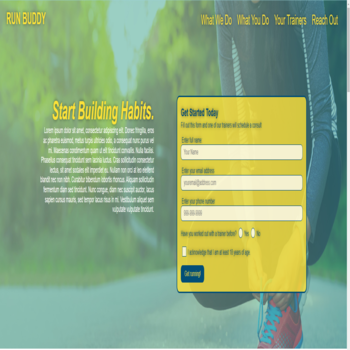 RUN BUDDY
What We Do What You Do Your Trainers Reach Out
Start Building Habits.
Lorem ipsum dolor sit amet, consectetur adipiscing elit. Donec fringilla, eros
ac pharetra euismod, metus turpis ultricies odio, a consequat nunc purus vel
mi. Maecenas condimentum quam ut elit tincidunt convallis. Nulla facilisi.
Phasellus consequat tincidunt sem lacinia luctus. Cras sollicitudin consectetur
lectus, sit amet sodales elit imperdiet eu. Nullam non orci at leo eleifend
blandit nec non nibh. Curabitur bibendum lobortis rhoncus. Aliquam sollicitudin
fermentum diam sed tincidunt. Nunc congue, diam nec suscipit auctor, lacus
sapien cursus mauris, sed tempor lacus risus in mi. Vestibulum aliquet sem
vulputate vulputate tincidunt.
Get Started Today
Fill out this form and one of our trainers will schedule a consult!
Enter full name:
Your Name
Enter your email address:
youremail@address.com
Enter your phone number
555-555-5555
Have you worked out with a trainer before? Yes No
I acknowledge that I am at least 18 years of age.
Get running!